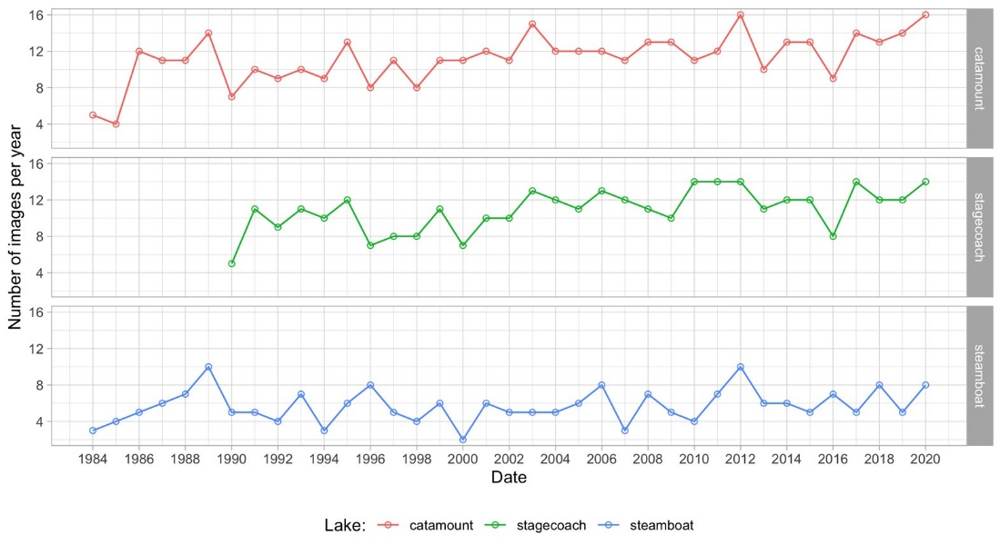 Number of images per year
16
12
8
4
catamount
16
12
8
4
stagecoach
16
12
8
4
steamboat
1984 1986 1988 1990 1992 1994 1996 1998 2000 2002 2004 2006 2008 2010 2012 2014 2016 2018 2020
Date
Lake: catamount stagecoach steamboat